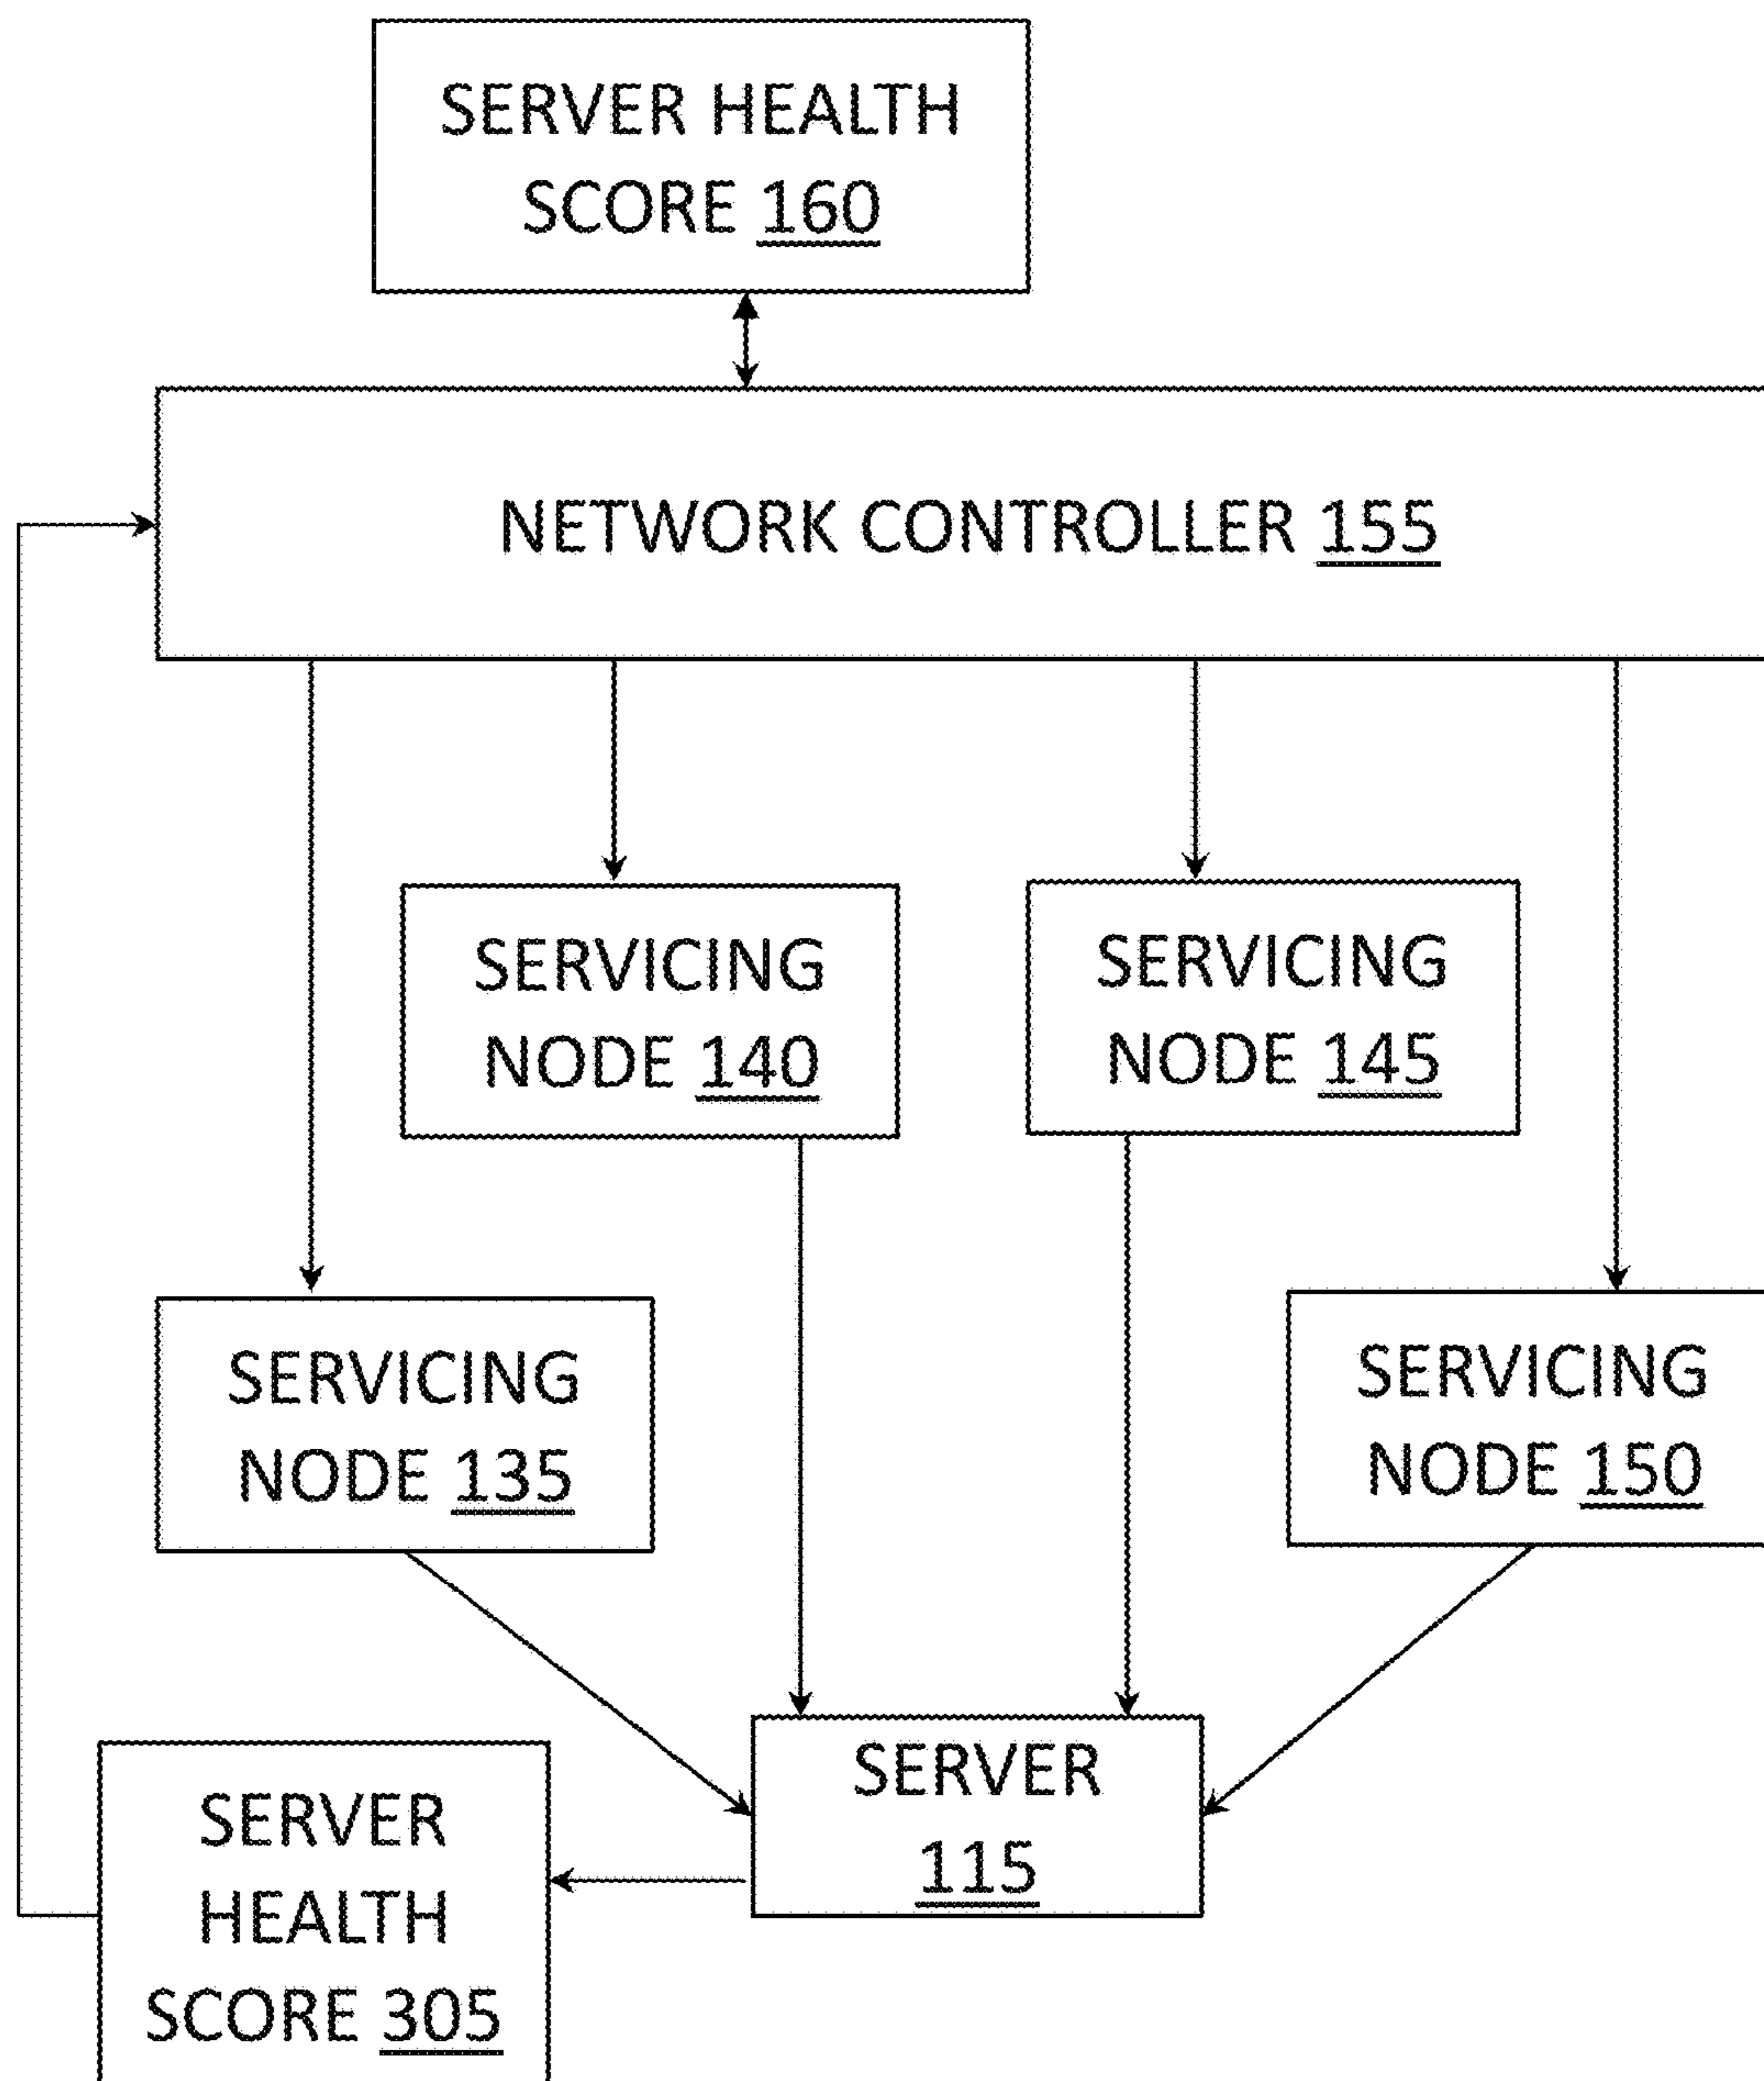 SERVER HEALTH
SCORE 160
NETWORK CONTROLLER 155
SERVICING
NODE 140
SERVICING
NODE 145
SERVICING
NODE 135
SERVICING
NODE 150
SERVER
115
SERVER
HEALTH
SCORE 305